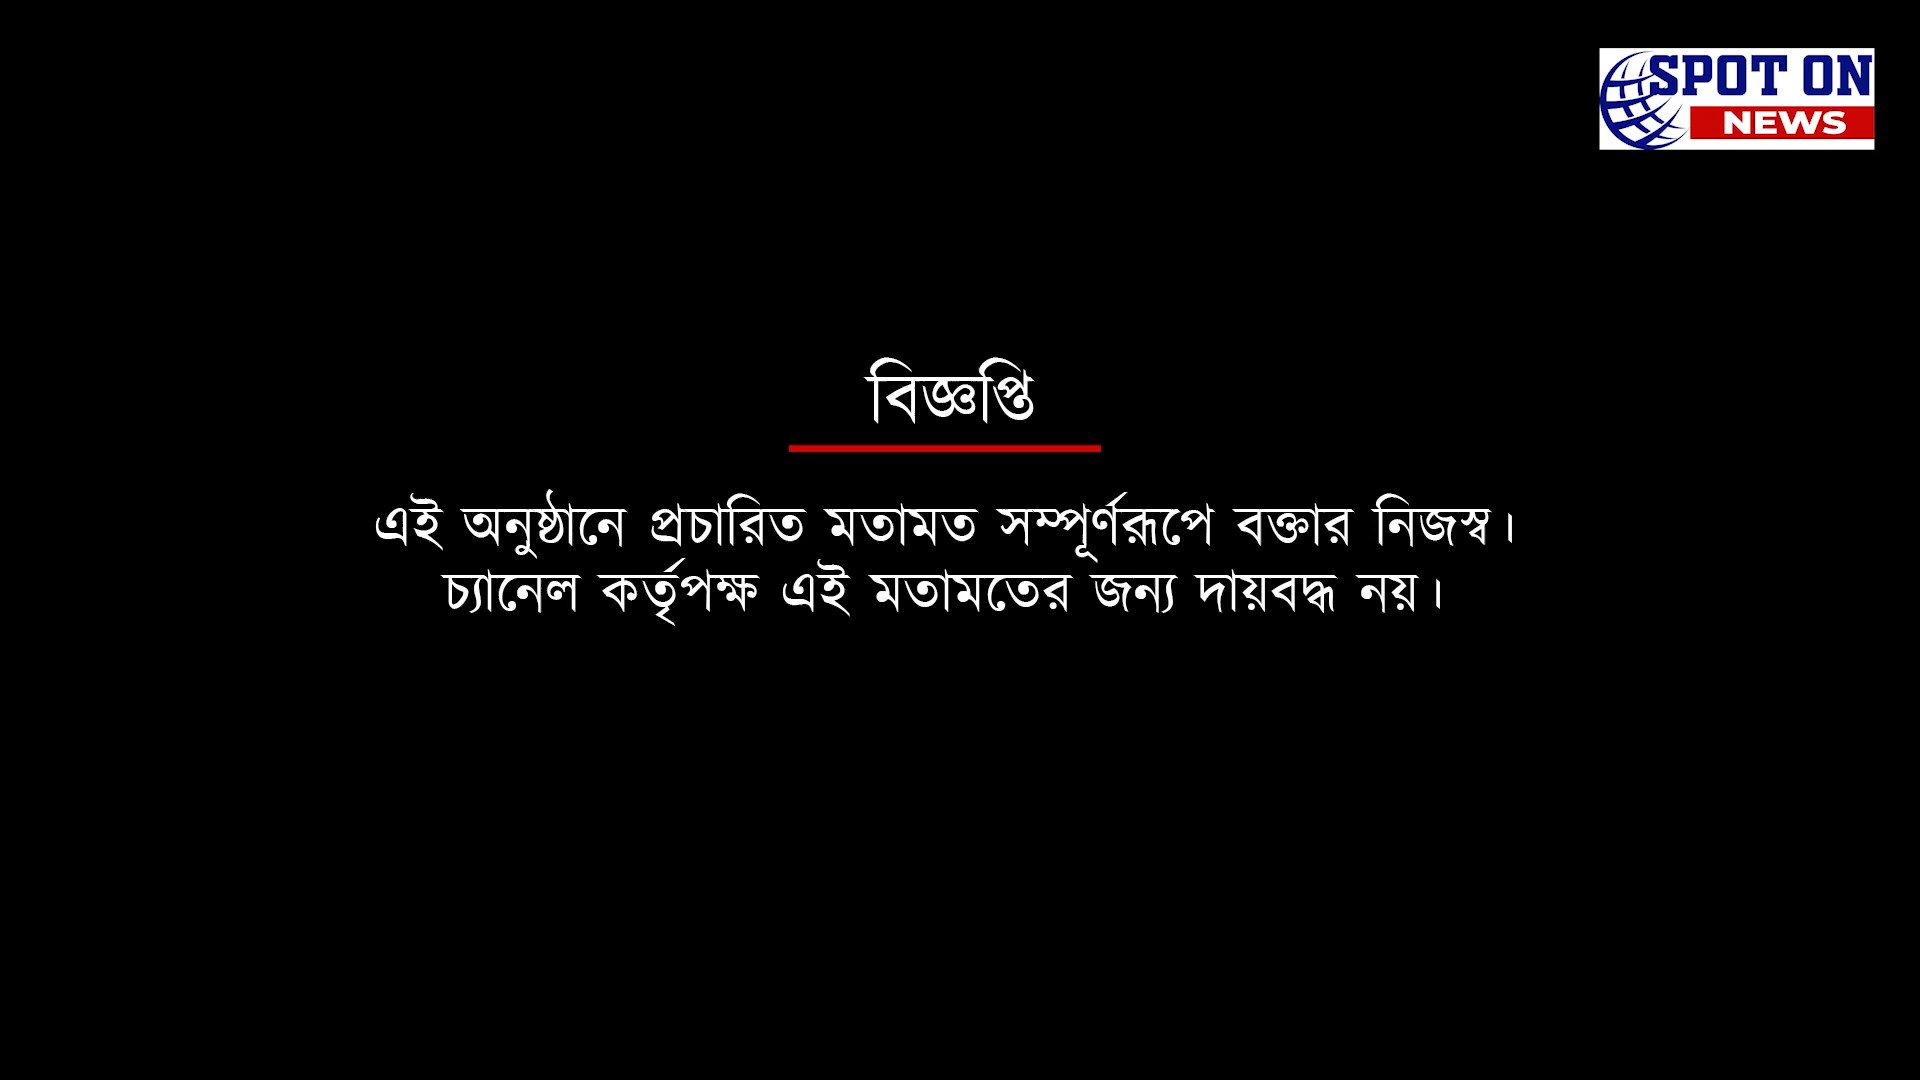 SPOT ON
NEWS
বিজ্ঞপ্তি
এই অনুষ্ঠানে প্রচারিত মতামত সম্পূর্ণরূপে বক্তার নিজস্ব।
চ্যানেল কর্তৃপক্ষ এই মতামতের জন্য দায়বদ্ধ নয়।